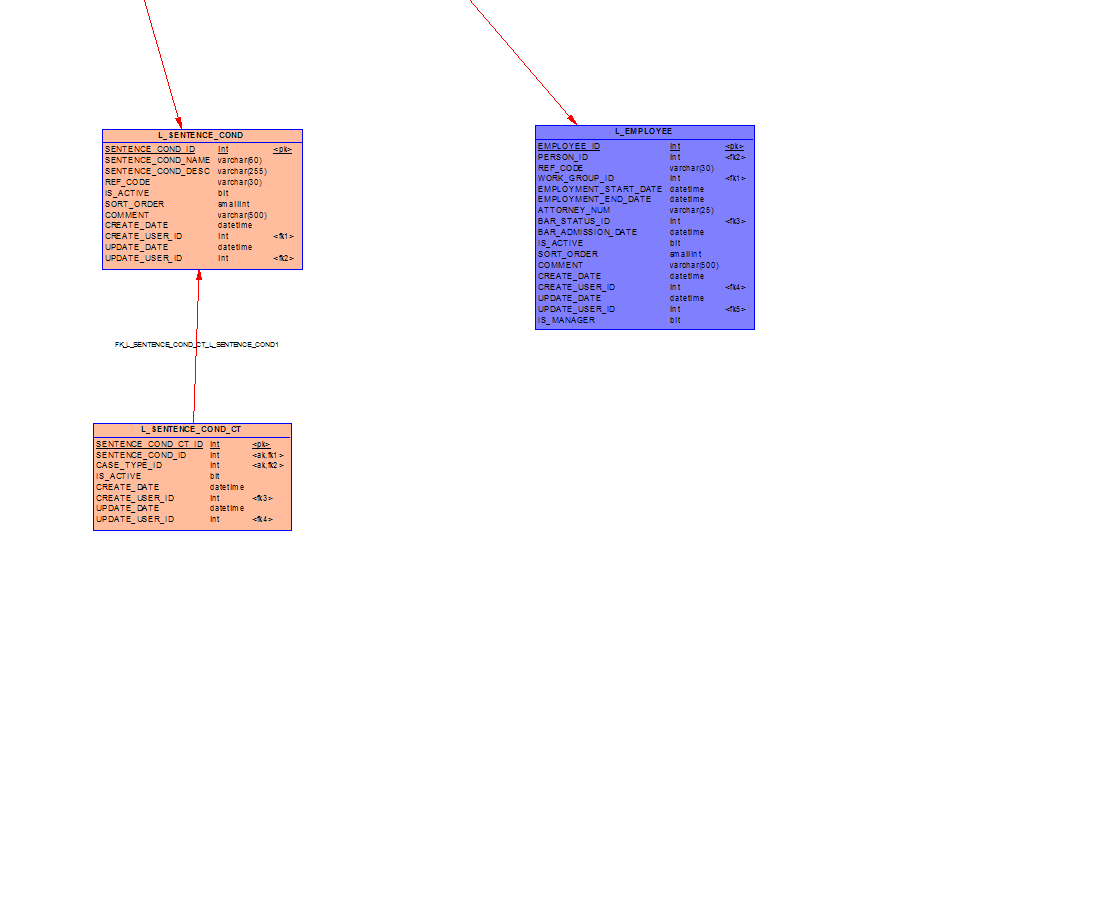 L_SENTENCE_COND
SENTENCE_COND_ID int <pk>
SENTENCE_COND_NAME varchar(60)
SENTENCE_COND_DESC varchar(255)
REF_CODE varchar(30)
IS_ACTIVE bit
SORT_ORDER smallint
COMMENT varchar(500)
CREATE_DATE datetime
CREATE_USER_ID int <fk1>
UPDATE_DATE datetime
UPDATE_USER_ID int <fk2>
L_EMPLOYEE
EMPLOYEE_ID int <pk>
PERSON_ID int <fk2>
REF_CODE varchar(30)
WORK_GROUP_ID int <fk1>
EMPLOYMENT_START_DATE datetime
EMPLOYMENT_END_DATE datetime
ATTORNEY_NUM varchar(25)
BAR_STATUS_ID int <fk3>
BAR_ADMISSION_DATE datetime
IS_ACTIVE bit
SORT_ORDER smallint
COMMENT varchar(500)
CREATE_DATE datetime
CREATE_USER_ID int <fk4>
UPDATE_DATE datetime
UPDATE_USER_ID int <fk5>
IS_MANAGER bit
FK_L_SENTENCE_COND_CT_L_SENTENCE_COND1
L_SENTENCE_COND_CT
SENTENCE_COND_CT_ID int <pk>
SENTENCE_COND_ID int <ak,fk1>
CASE_TYPE_ID int <ak,fk2>
IS_ACTIVE bit
CREATE_DATE datetime
CREATE_USER_ID int <fk3>
UPDATE_DATE datetime
UPDATE_USER_ID int <fk4>